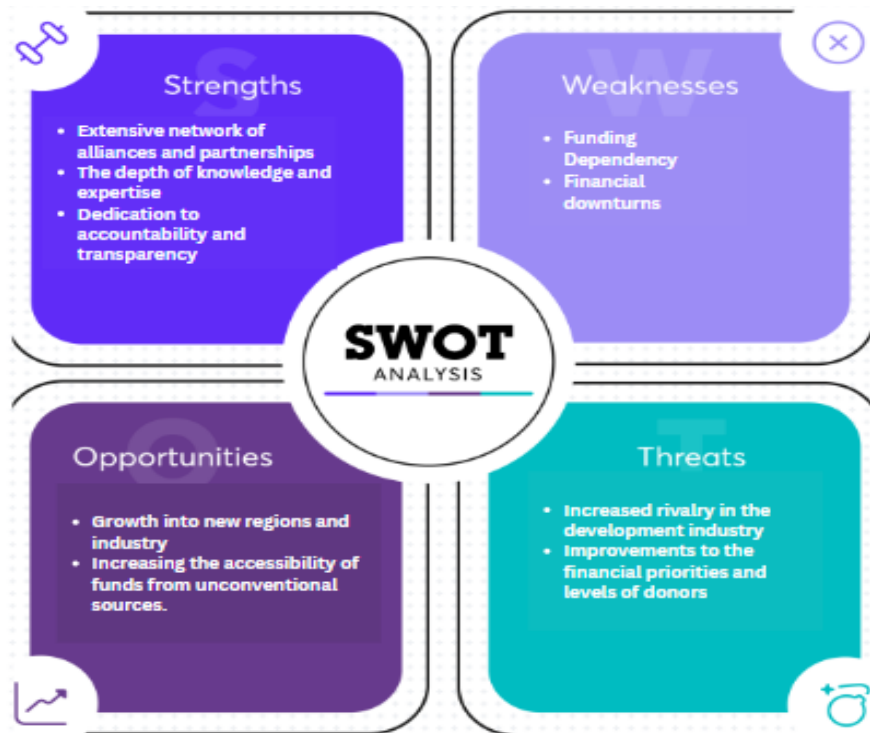 S
Strengths
• Extensive network of
alliances and partnerships
• The depth of knowledge and
expertise
• Dedication to
accountability and
transparency
W
Weaknesses
• Funding
Dependency
• Financial
downturns
SWOT
ANALYSIS
O
Opportunities
• Growth into new regions and
industry
• Increasing the accessibility of
funds from unconventional
sources.
T
Threats
• Increased rivalry in the
development industry
• Improvements to the
financial priorities and
levels of donors